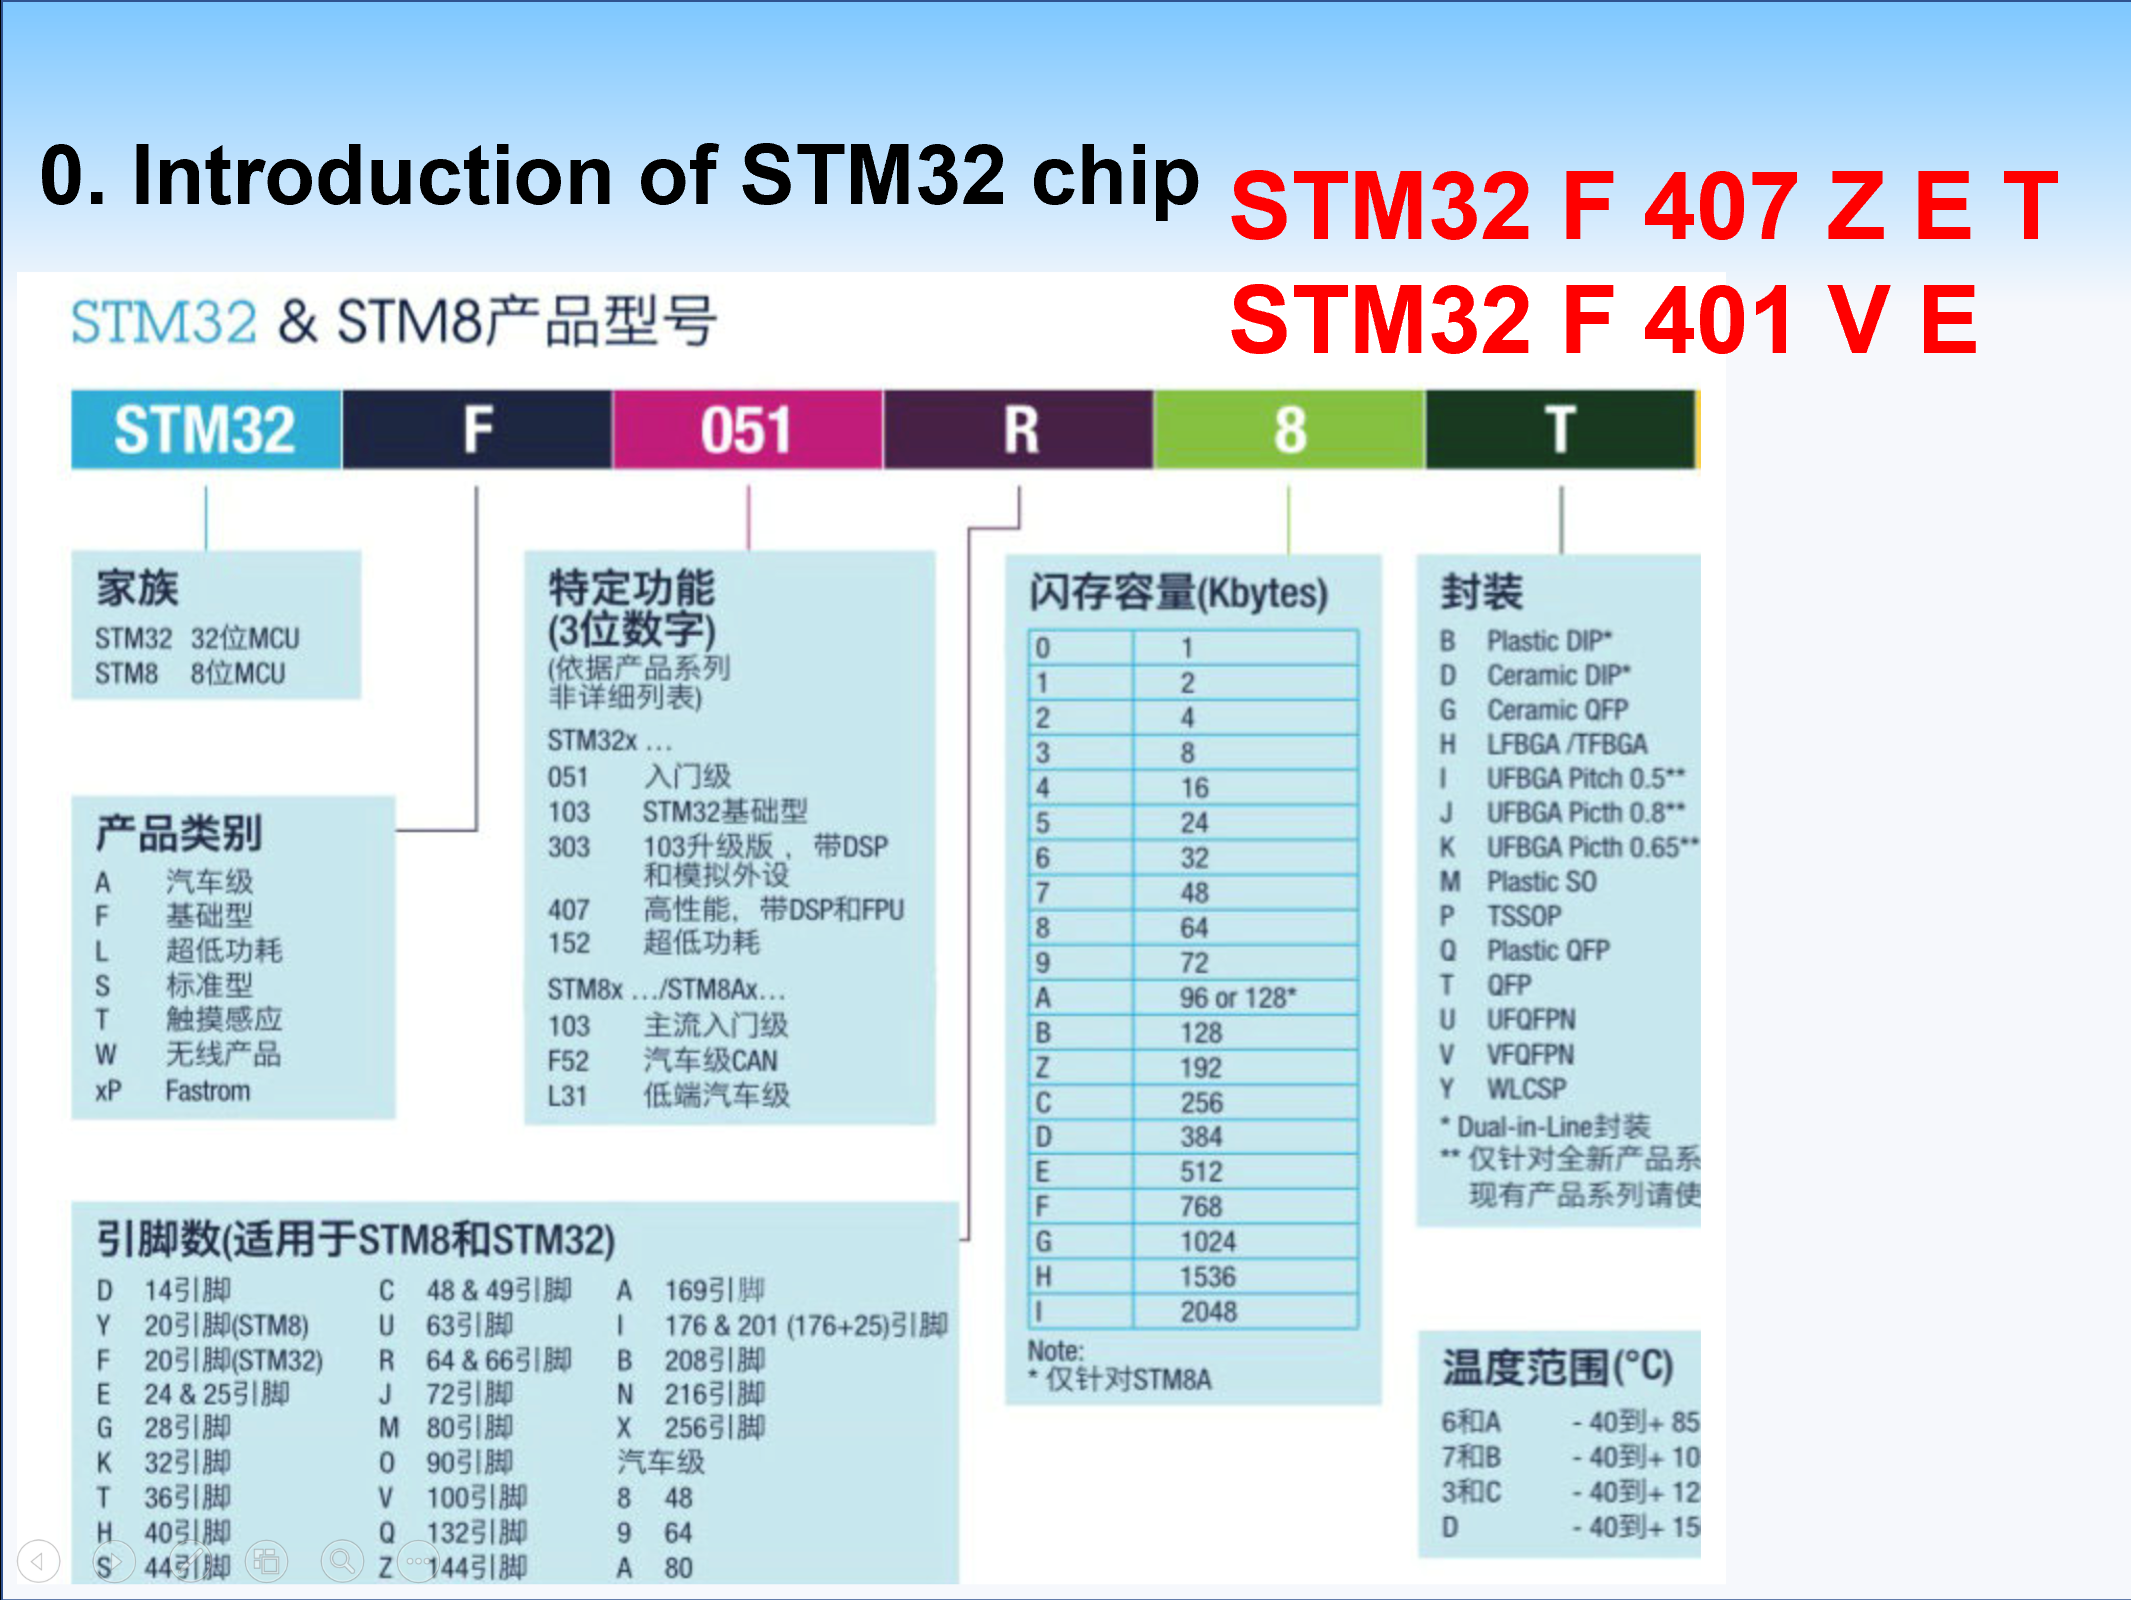 0. Introduction of STM32 chip
STM32 F 407 Z E T
STM32 F 401 V E
STM32 & STM8产品型号
STM32 F 051 R 8 T
家族
STM32 32位MCU
STM8 8位MCU
产品类别
A 汽车级
F 基础型
L 超低功耗
S 标准型
T 触摸感应
W 无线产品
xP Fastrom
特定功能
(3位数字)
(依据产品系列
非详细列表)
STM32x ...
051 入门级
103 STM32基础型
303 103升级版，带DSP
和模拟外设
407 高性能，带DSP和FPU
152 超低功耗
STM8x .../STM8Ax...
103 主流入门级
F52 汽车级CAN
L31 低端汽车级
引脚数(适用于STM8和STM32)
D 14引脚 C 48 & 49引脚 A 169引脚
Y 20引脚(STM8) U 63引脚 I 176 & 201 (176+25)引脚
F 20引脚(STM32) R 64 & 66引脚 B 208引脚
E 24 & 25引脚 J 72引脚 N 216引脚
G 28引脚 M 80引脚 X 256引脚
K 32引脚 O 90引脚 汽车级
T 36引脚 V 100引脚 8 48
H 40引脚 Q 132引脚 9 64
S 44引脚 Z 144引脚 A 80
闪存容量(Kbytes)
0 1
1 2
2 4
3 8
4 16
5 24
6 32
7 48
8 64
9 72
A 96 or 128*
B 128
Z 192
C 256
D 384
E 512
F 768
G 1024
H 1536
I 2048
Note:
* 仅针对STM8A
封装
B Plastic DIP*
D Ceramic DIP*
G Ceramic QFP
H LFBGA /TFBGA
I UFBGA Pitch 0.5**
J UFBGA Picth 0.8**
K UFBGA Picth 0.65**
M Plastic SO
P TSSOP
Q Plastic QFP
T QFP
U UFQFPN
V VFQFPN
Y WLCSP
* Dual-in-Line封装
** 仅针对全新产品系
现有产品系列请使
温度范围(°C)
6和A - 40到+ 85
7和B - 40到+ 10
3和C - 40到+ 12
D - 40到+ 15